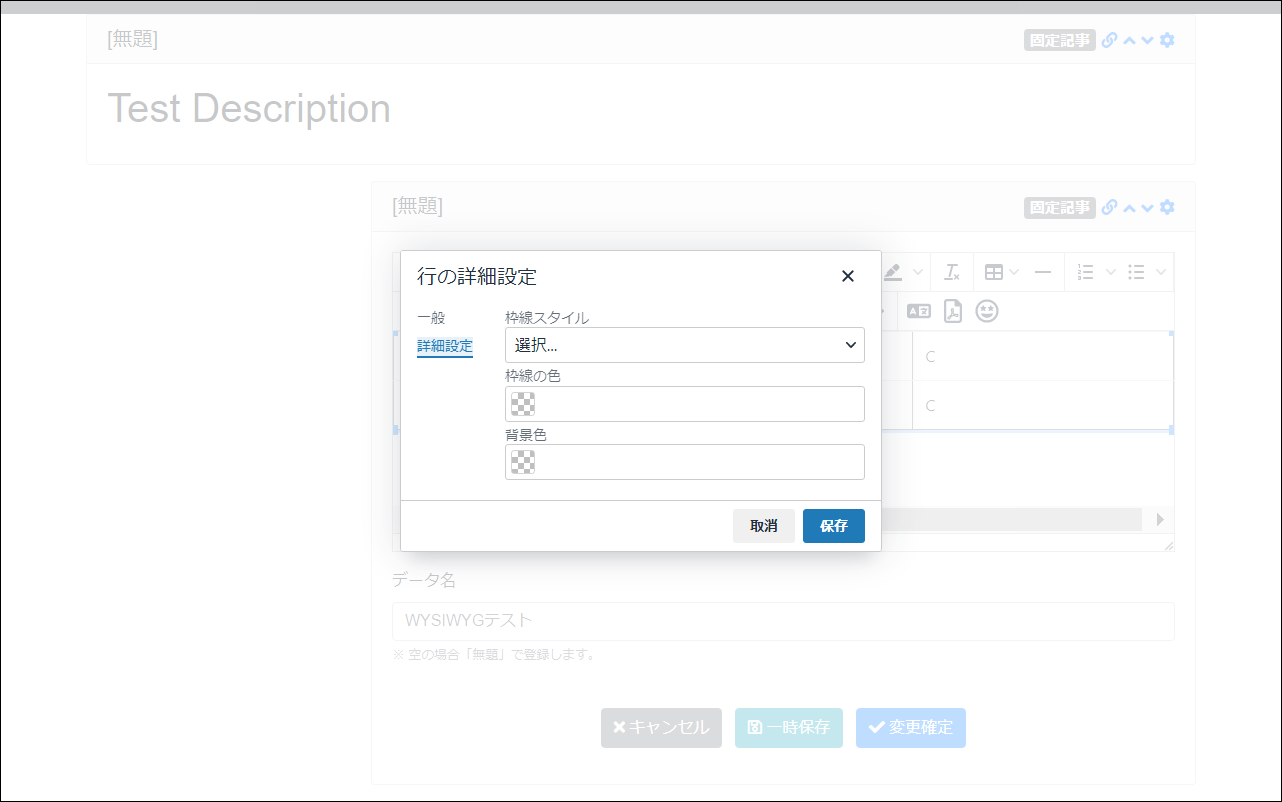 [無題]
固定記事
Test Description
[無題]
固定記事
行の詳細設定
一般
詳細設定
枠線スタイル
選択...
枠線の色
背景色
取消
保存
C
C
データ名
WYSIWYGテスト
※ 空の場合「無題」で登録します。
キャンセル
一時保存
変更確定